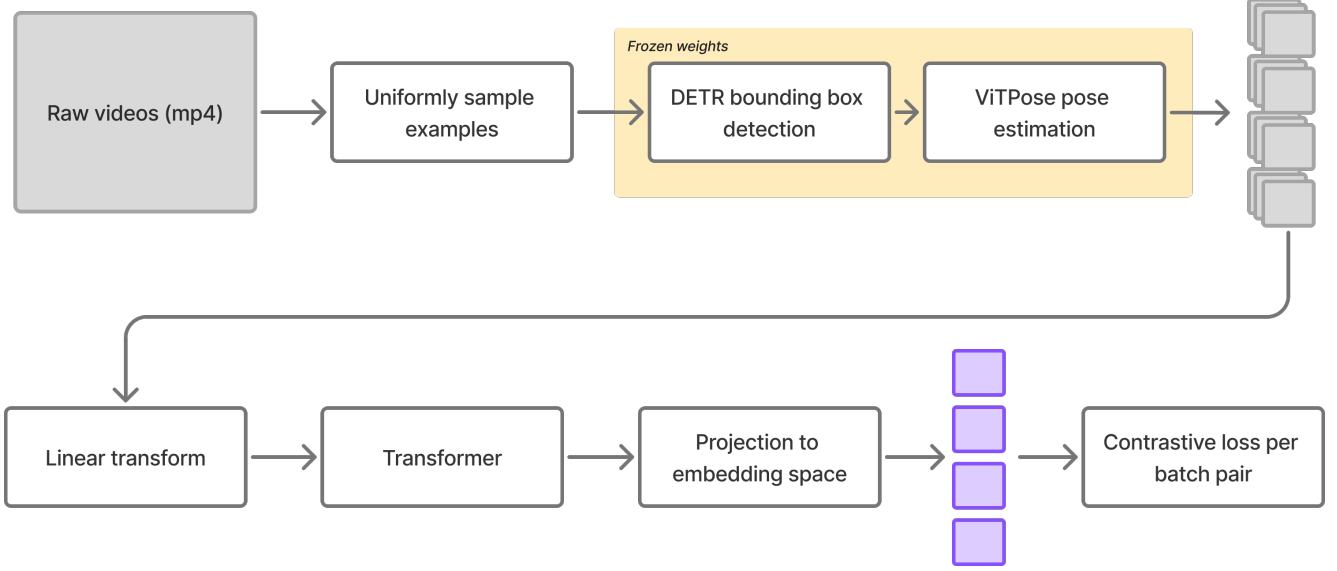 Raw videos (mp4)
Uniformly sample
examples
Frozen weights
DETR bounding box
detection
ViTPose pose
estimation
Linear transform
Transformer
Projection to
embedding space
Contrastive loss per
batch pair